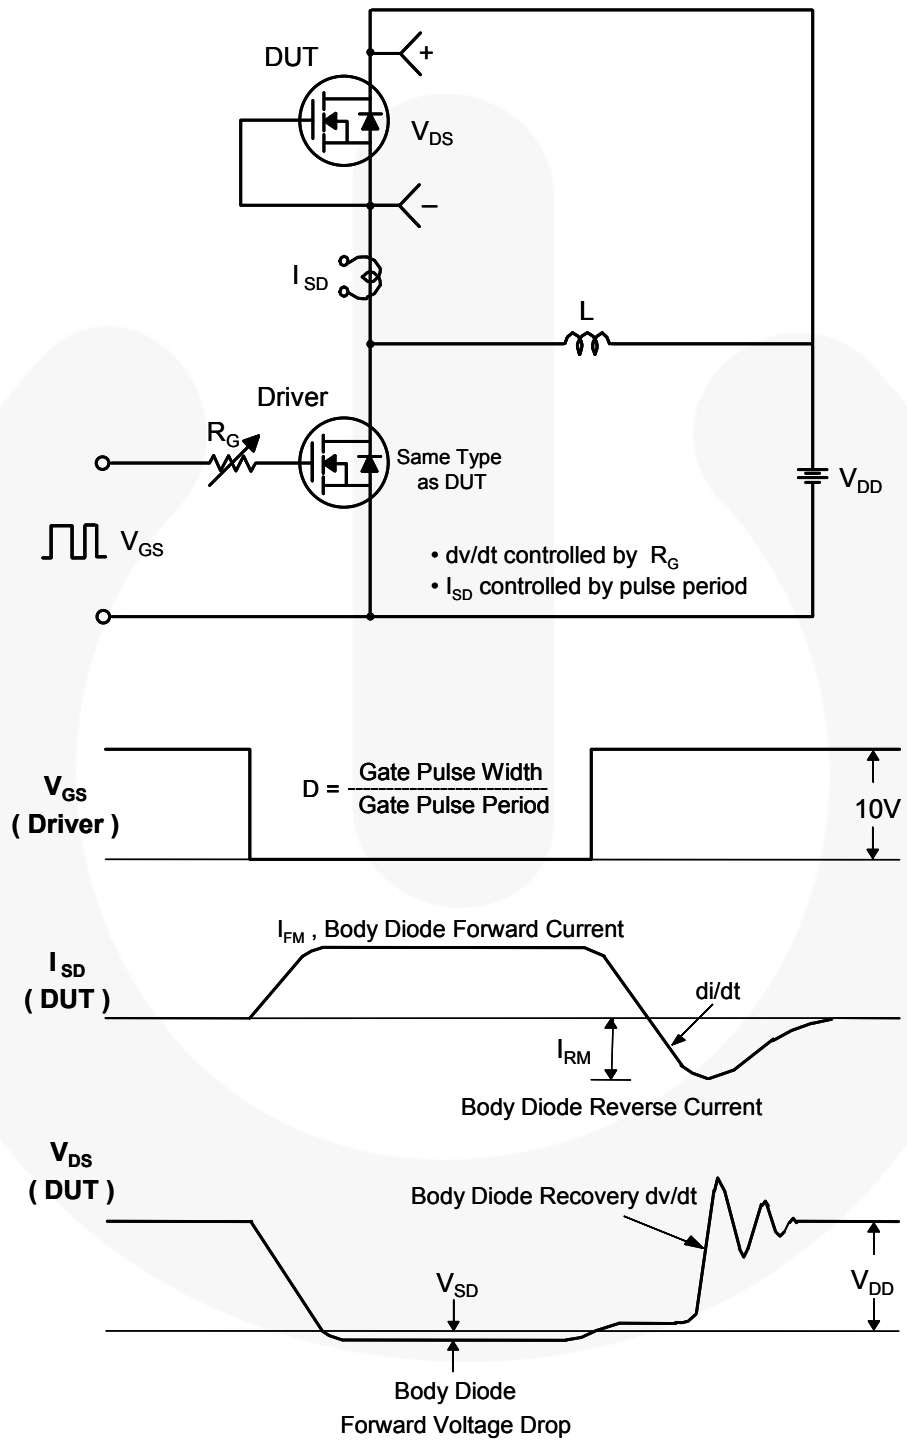 DUT
+
V_DS
–
I_SD
L
Driver
R_G
Same Type
as DUT
V_DD
V_GS
• dv/dt controlled by R_G
• I_SD controlled by pulse period
V_GS
( Driver )
D = Gate Pulse Width
Gate Pulse Period
10V
I_FM , Body Diode Forward Current
I_SD
( DUT )
di/dt
I_RM
Body Diode Reverse Current
V_DS
( DUT )
Body Diode Recovery dv/dt
V_SD
V_DD
Body Diode
Forward Voltage Drop